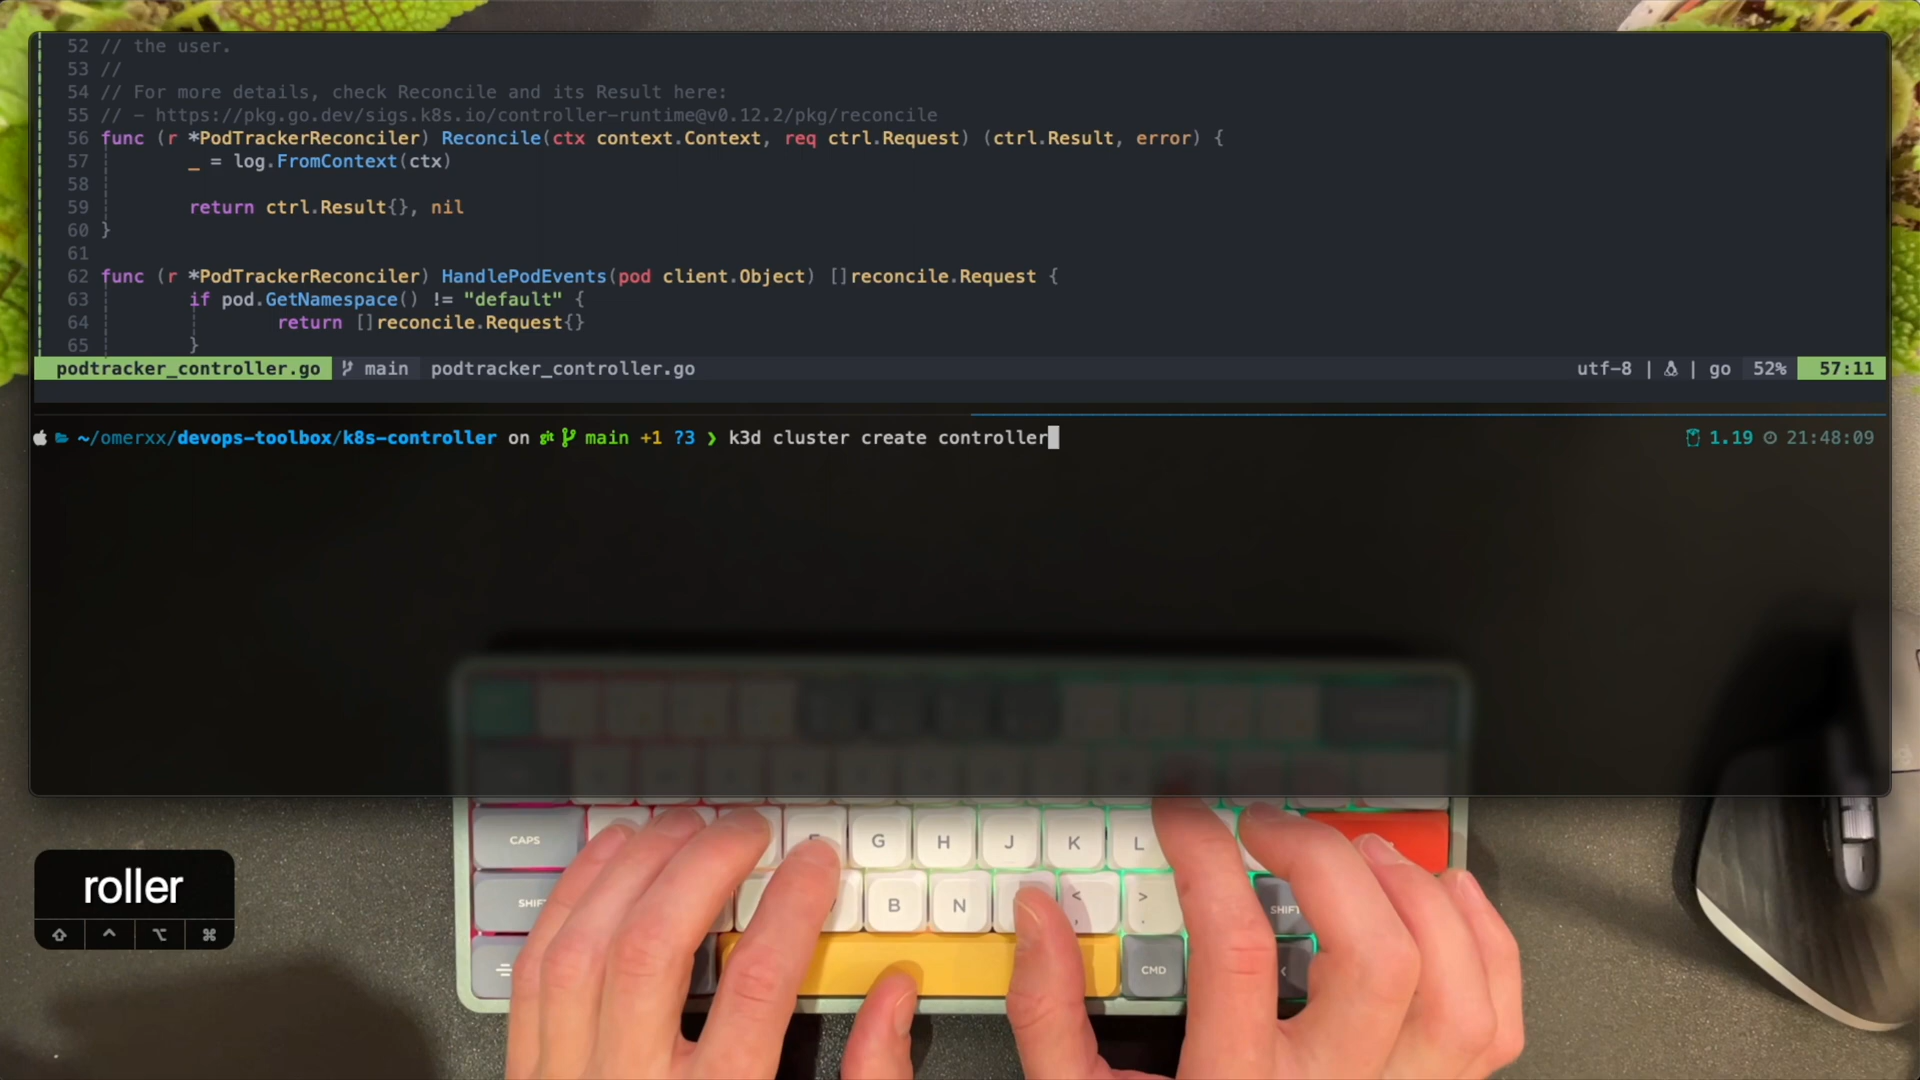 52 // the user.
53 //
54 // For more details, check Reconcile and its Result here:
55 // - https://pkg.go.dev/sigs.k8s.io/controller-runtime@v0.12.2/pkg/reconcile
56 func (r *PodTrackerReconciler) Reconcile(ctx context.Context, req ctrl.Request) (ctrl.Result, error) {
57 _ = log.FromContext(ctx)
58
59 return ctrl.Result{}, nil
60 }
61
62 func (r *PodTrackerReconciler) HandlePodEvents(pod client.Object) []reconcile.Request {
63 if pod.GetNamespace() != "default" {
64 return []reconcile.Request{}
65 }
podtracker_controller.go main podtracker_controller.go utf-8 | | go 52% 57:11
~/omerxx/devops-toolbox/k8s-controller on git main +1 ?3 ❯ k3d cluster create controller 1.19 21:48:09
CAPS F G H J K L
SHIFT B N < , > . SHIFT
CMD <
roller
⇧ ^ ⌥ ⌘